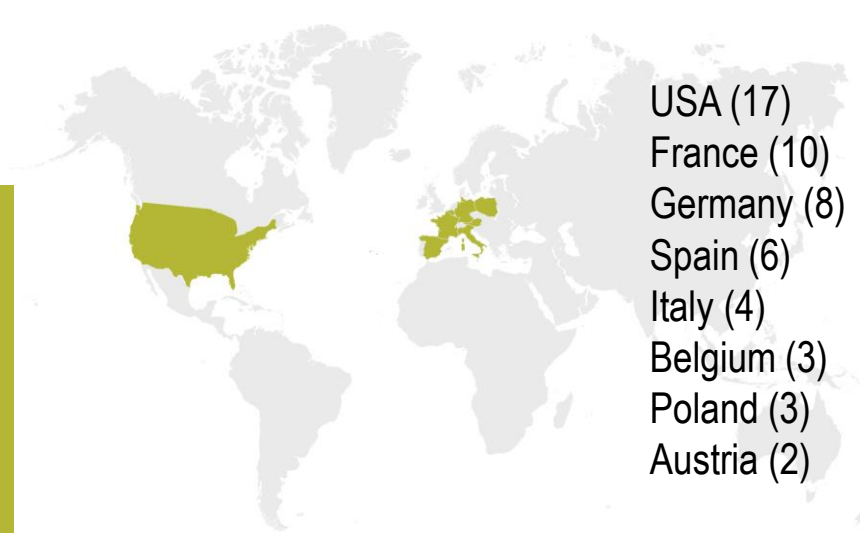 USA (17)
France (10)
Germany (8)
Spain (6)
Italy (4)
Belgium (3)
Poland (3)
Austria (2)